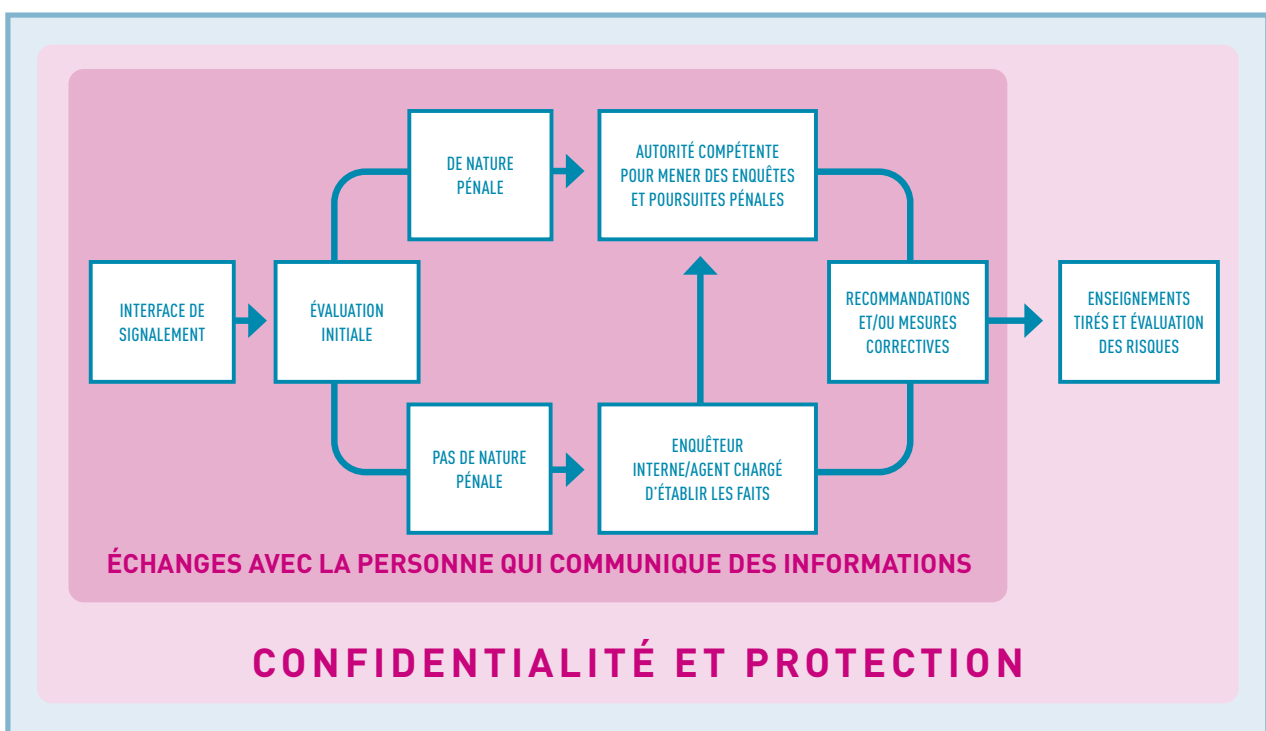 DE NATURE
PÉNALE
AUTORITÉ COMPÉTENTE
POUR MENER DES ENQUÊTES
ET POURSUITES PÉNALES
INTERFACE DE
SIGNALEMENT
ÉVALUATION
INITIALE
RECOMMANDATIONS
ET/OU MESURES
CORRECTIVES
ENSEIGNEMENTS
TIRÉS ET ÉVALUATION
DES RISQUES
PAS DE NATURE
PÉNALE
ENQUÊTEUR
INTERNE/AGENT CHARGÉ
D'ÉTABLIR LES FAITS
ÉCHANGES AVEC LA PERSONNE QUI COMMUNIQUE DES INFORMATIONS
CONFIDENTIALITÉ ET PROTECTION